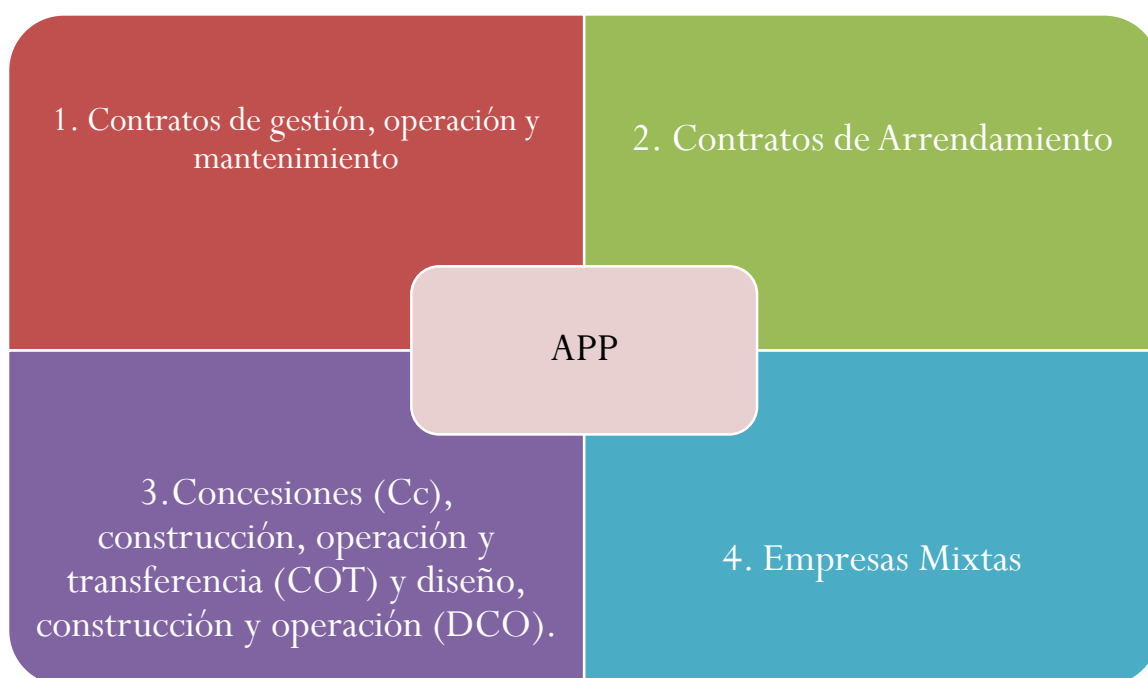 1. Contratos de gestión, operación y
mantenimiento
2. Contratos de Arrendamiento
APP
3.Concesiones (Cc),
construcción, operación y
transferencia (COT) y diseño,
construcción y operación (DCO).
4. Empresas Mixtas